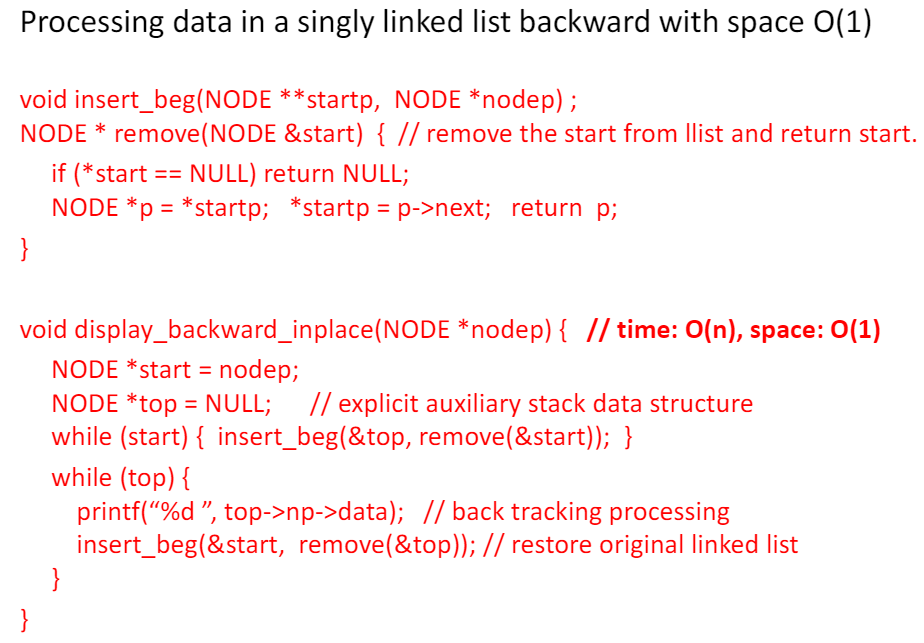 Processing data in a singly linked list backward with space O(1)
void insert_beg(NODE **startp,  NODE *nodep) ;
NODE * remove(NODE &start)  {  // remove the start from llist and return start.
if (*start == NULL) return NULL;
NODE *p = *startp;   *startp = p->next;   return  p;
}
void display_backward_inplace(NODE *nodep) {   // time: O(n), space: O(1)
NODE *start = nodep;
NODE *top = NULL;     // explicit auxiliary stack data structure
while (start) {  insert_beg(&top, remove(&start));  }
while (top) {
printf(“%d ”, top->np->data);   // back tracking processing
insert_beg(&start,  remove(&top)); // restore original linked list
}
}